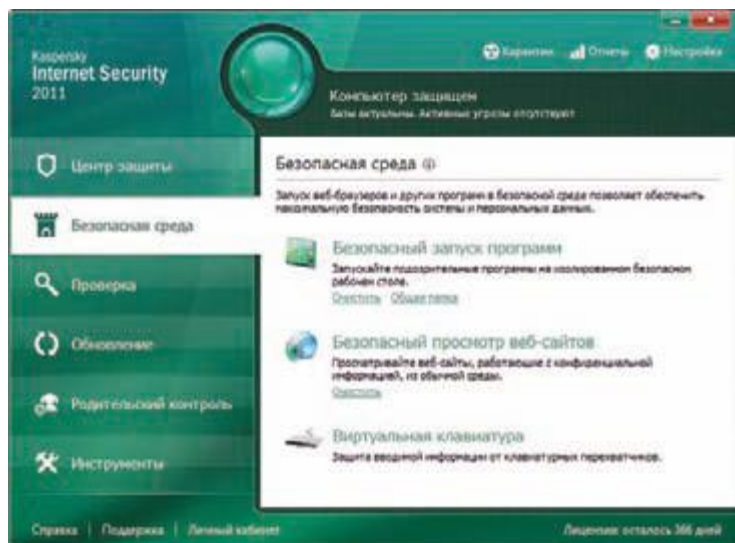 Kaspersky
Internet Security
2011
Карантин Отчеты Настройка
Компьютер защищен
Базы актуальны. Активные угрозы отсутствуют
Центр защиты
Безопасная среда
Проверка
Обновление
Родительский контроль
Инструменты
Безопасная среда
Запуск веб-браузеров и других программ в безопасной среде позволяет обеспечить
максимальную безопасность системы и персональных данных.
Безопасный запуск программ
Запускайте подозрительные программы на изолированном безопасном
рабочем столе.
Очистить Общая папка
Безопасный просмотр веб-сайтов
Просматривайте веб-сайты, работающие с конфиденциальной
информацией, из обычной среды.
Очистить
Виртуальная клавиатура
Защита вводимой информации от клавиатурных перехватчиков.
Справка | Поддержка | Личный кабинет
Лицензия: осталось 366 дней